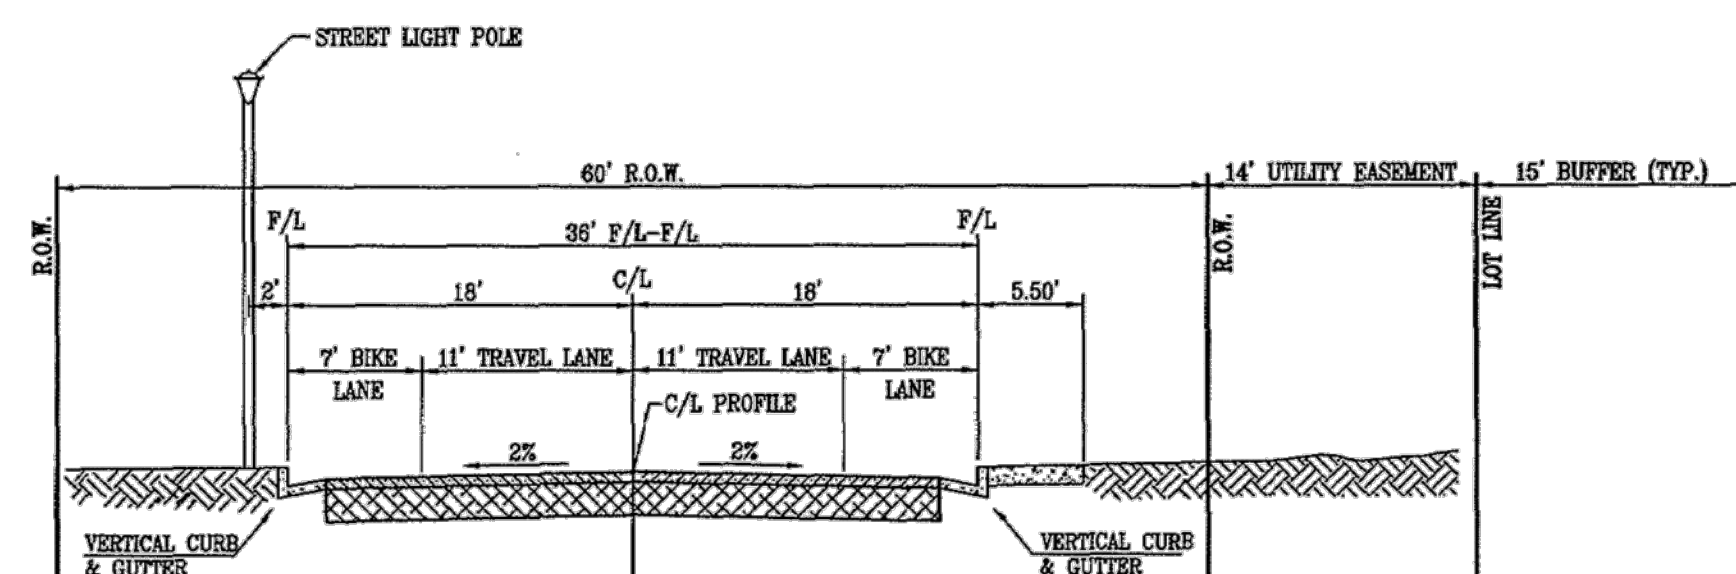 STREET LIGHT POLE
60' R.O.W.
14' UTILITY EASEMENT
15' BUFFER (TYP.)
R.O.W.
F/L
36' F/L-F/L
F/L
R.O.W.
LOT LINE
2'
18'
C/L
18'
5.50'
7' BIKE
LANE
11' TRAVEL LANE
11' TRAVEL LANE
7' BIKE
LANE
C/L PROFILE
2%
2%
VERTICAL CURB
& GUTTER
VERTICAL CURB
& GUTTER